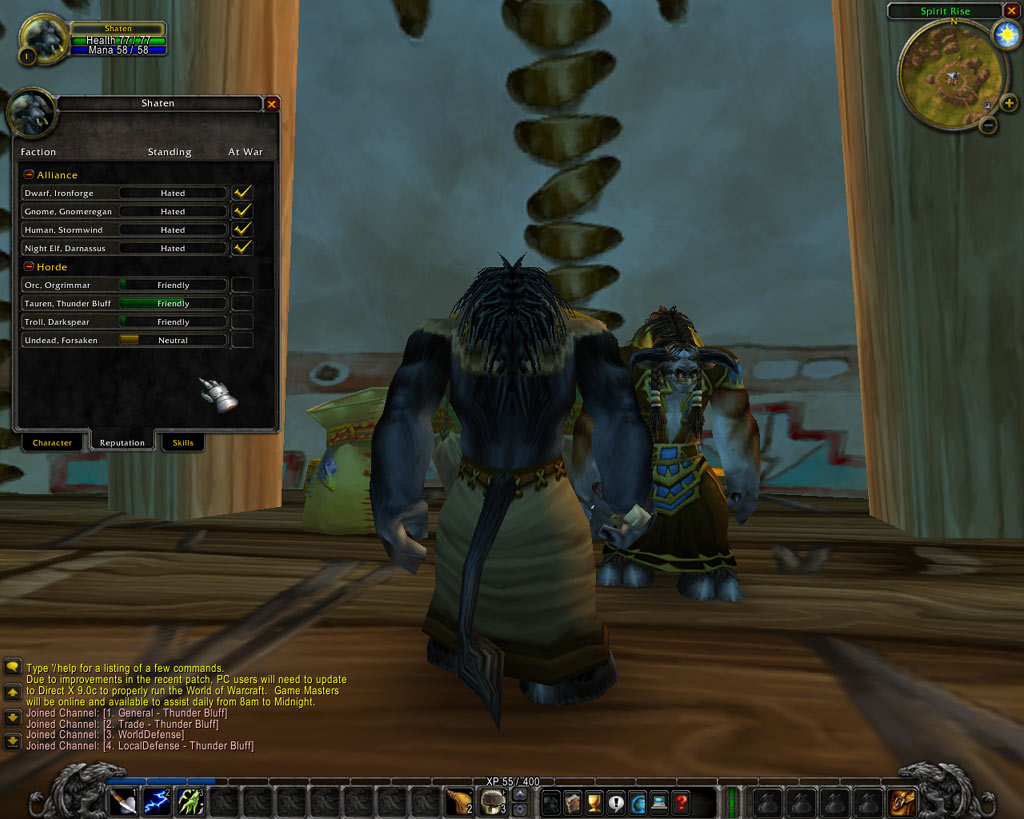 Shaten
Health 77 / 77
Mana 58 / 58
1
Spirit Rise
N
Shaten
Faction Standing At War
Alliance
Dwarf, Ironforge Hated
Gnome, Gnomeregan Hated
Human, Stormwind Hated
Night Elf, Darnassus Hated
Horde
Orc, Orgrimmar Friendly
Tauren, Thunder Bluff Friendly
Troll, Darkspear Friendly
Undead, Forsaken Neutral
Character Reputation Skills
Type '/help for a listing of a few commands.
Due to improvements in the recent patch, PC users will need to update
to Direct X 9.0c to properly run the World of Warcraft. Game Masters
will be online and available to assist daily from 8am to Midnight.
Joined Channel: [1. General - Thunder Bluff]
Joined Channel: [2. Trade - Thunder Bluff]
Joined Channel: [3. WorldDefense]
Joined Channel: [4. LocalDefense - Thunder Bluff]
XP 55 / 400
1 2 3
2 3